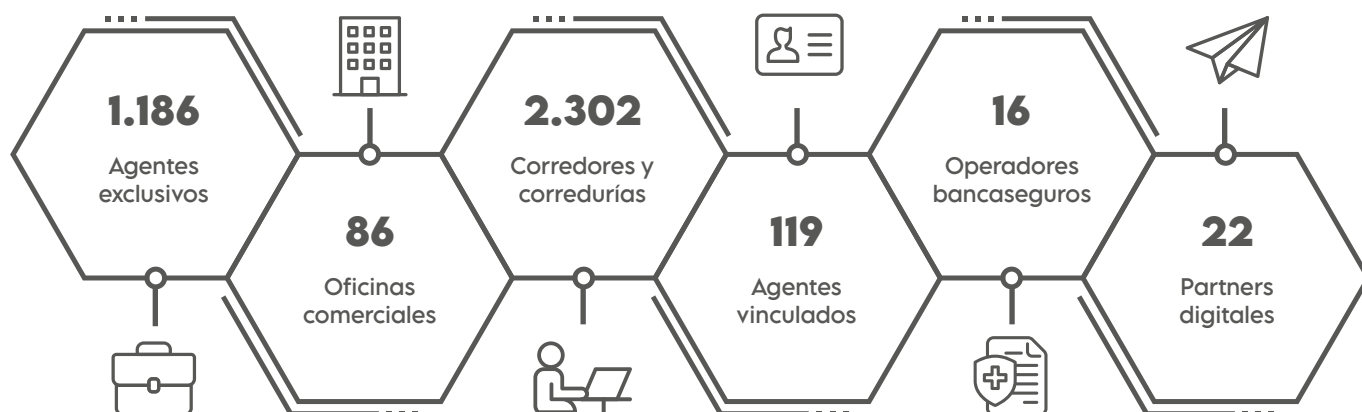 1.186
Agentes
exclusivos
86
Oficinas
comerciales
2.302
Corredores y
corredurías
119
Agentes
vinculados
16
Operadores
bancaseguros
22
Partners
digitales